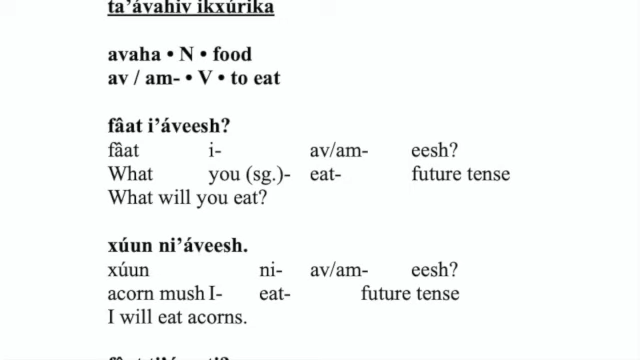 ta’ávahiv ikxúrika
avaha • N • food
av / am- • V • to eat
fâat i’áveesh?
fâat i- av/am- eesh?
What you (sg.)- eat- future tense
What will you eat?
xúun ni’áveesh.
xúun ni- av/am- eesh?
acorn mush I- eat- future tense
I will eat acorns.